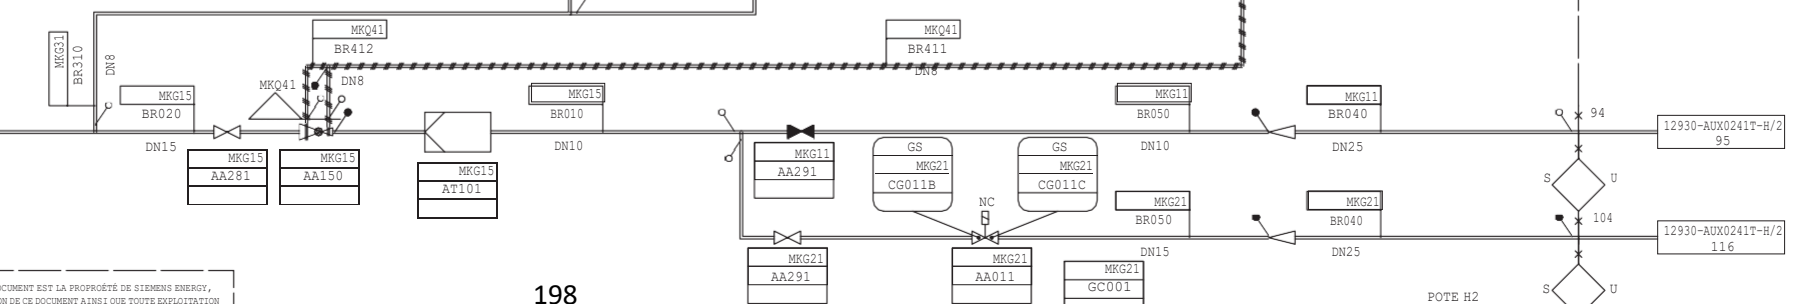 MKG31
BR310
DN8
MKQ41
BR412
DN8
MKQ41
BR411
DN8
MKQ41
MKG15
BR020
DN15
MKG15
AA281
MKG15
AA150
MKG15
AT101
MKG15
BR010
DN10
MKG11
AA291
GS
MKG21
CG011B
GS
MKG21
CG011C
NC
MKG11
BR050
DN10
MKG11
BR040
DN25
94
12930-AUX0241T-H/2
95
S
U
MKG21
BR050
DN15
MKG21
BR040
DN25
104
12930-AUX0241T-H/2
116
S
U
MKG21
AA291
MKG21
AA011
MKG21
GC001
POTE H2
198
OCUMENT EST LA PROPROÉTÉ DE SIEMENS ENERGY,
ON DE CE DOCUMENT AINSI QUE TOUTE EXPLOITATION